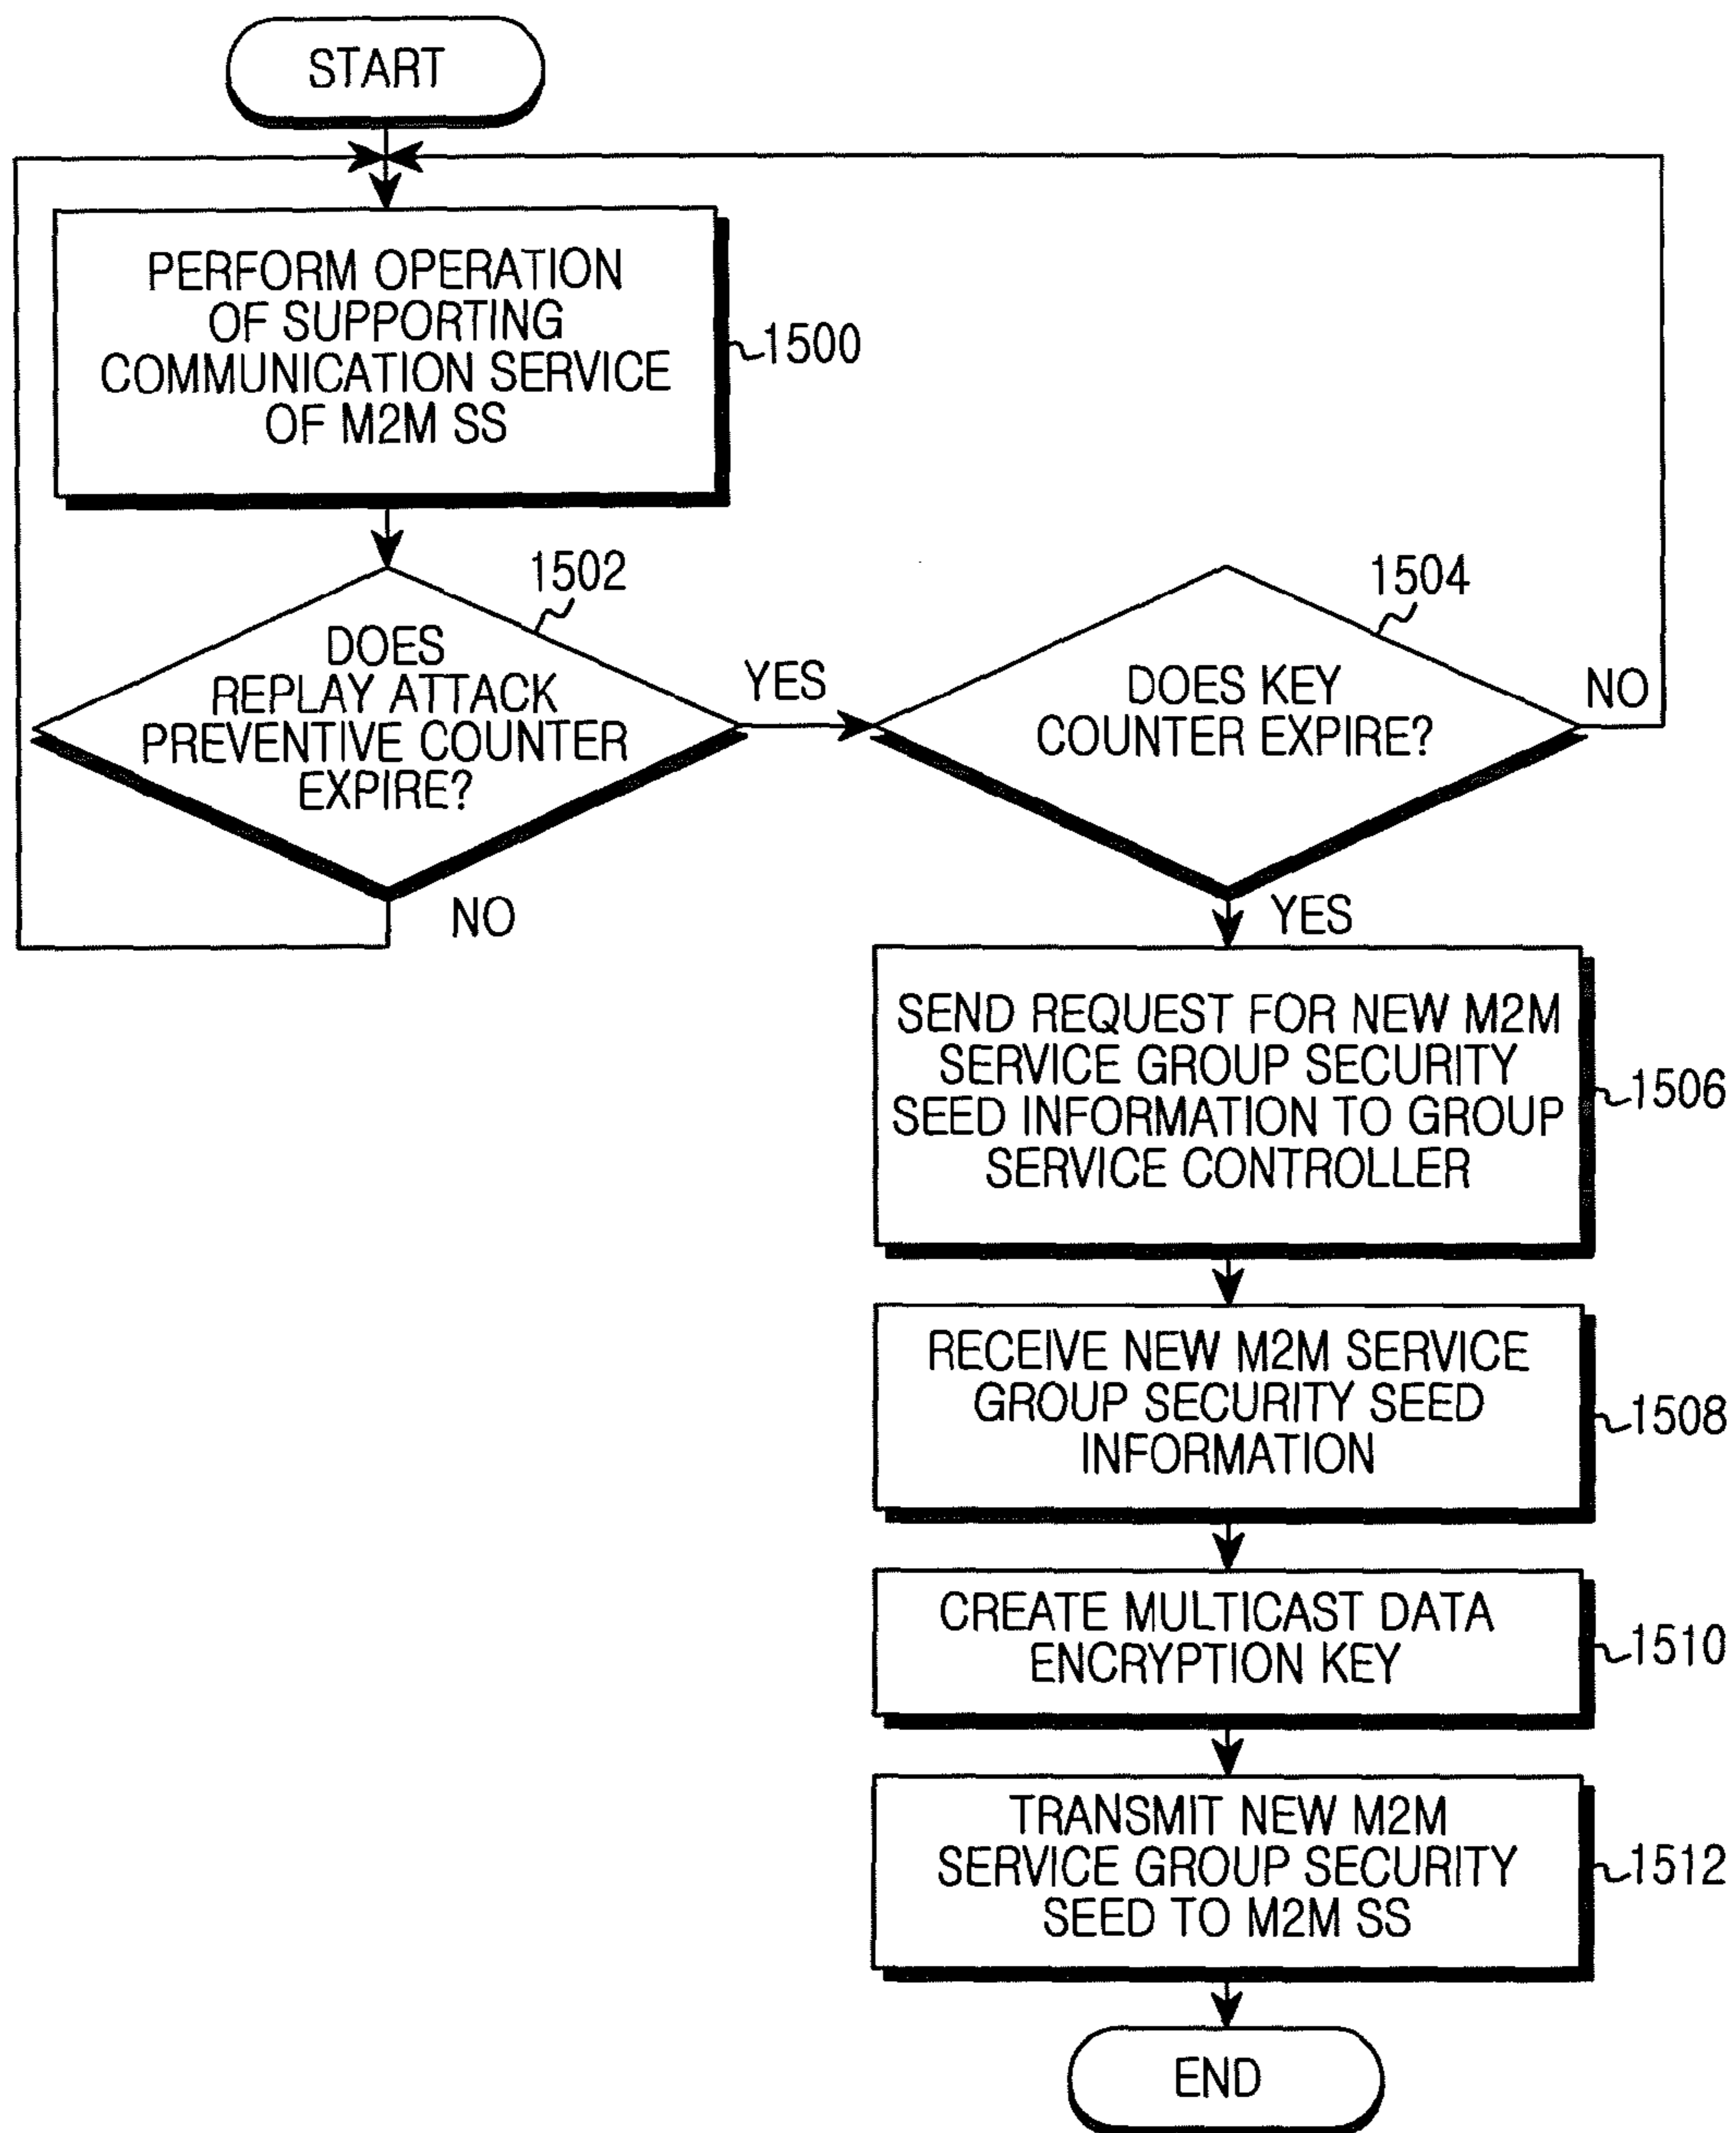 START
PERFORM OPERATION
OF SUPPORTING
COMMUNICATION SERVICE
OF M2M SS
1500
1502
DOES
REPLAY ATTACK
PREVENTIVE COUNTER
EXPIRE?
YES
NO
1504
DOES KEY
COUNTER EXPIRE?
NO
YES
SEND REQUEST FOR NEW M2M
SERVICE GROUP SECURITY
SEED INFORMATION TO GROUP
SERVICE CONTROLLER
1506
RECEIVE NEW M2M SERVICE
GROUP SECURITY SEED
INFORMATION
1508
CREATE MULTICAST DATA
ENCRYPTION KEY
1510
TRANSMIT NEW M2M
SERVICE GROUP SECURITY
SEED TO M2M SS
1512
END